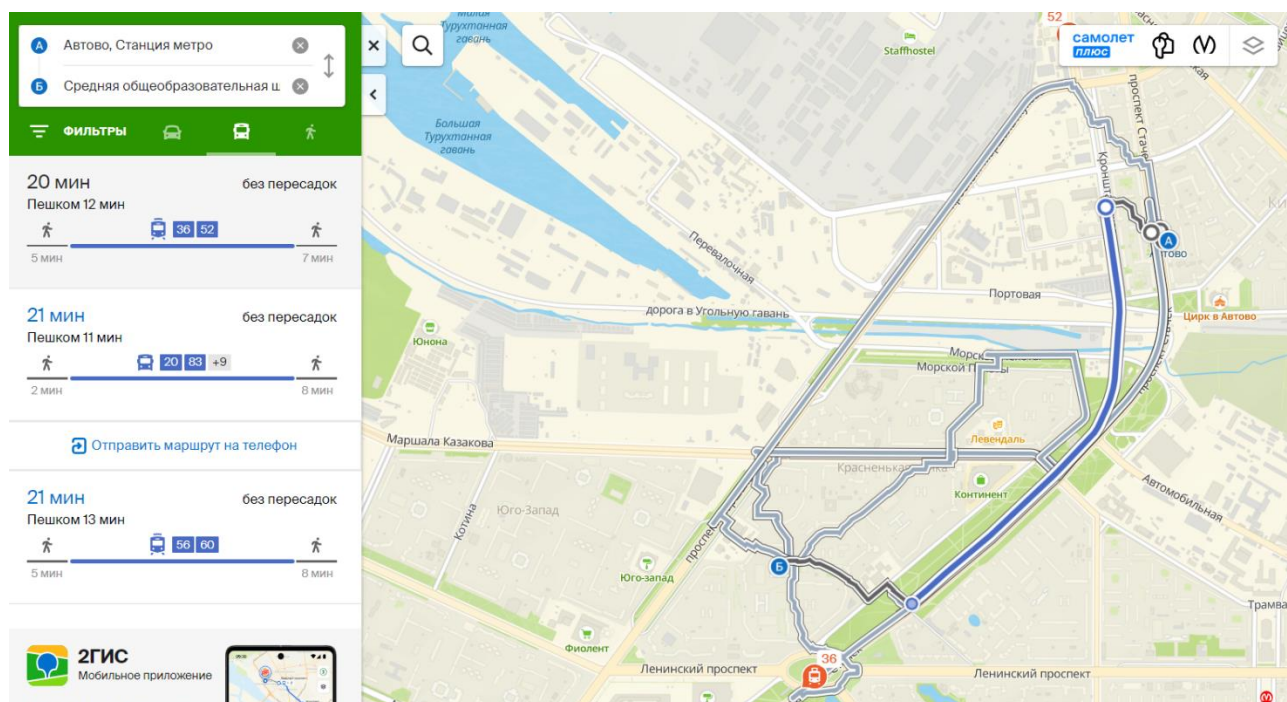 А Автово, Станция метро
Б Средняя общеобразовательная ш
ФИЛЬТРЫ
20 мин
без пересадок
Пешком 12 мин
36 52
5 мин
7 мин
21 мин
без пересадок
Пешком 11 мин
20 83 +9
2 мин
8 мин
Отправить маршрут на телефон
21 мин
без пересадок
Пешком 13 мин
56 60
5 мин
8 мин
2ГИС
Мобильное приложение
Турухтанная
гавань
Staffhostel
52
самолет
плюс
Большая
Турухтанная
гавань
проспект Стачек
Кроншт
Перевалочная
А
Автово
Портовая
дорога в Угольную гавань
Цирк в Автово
Юнона
Морск
Морской П
Левендаль
Маршала Казакова
Красненькая
Континент
Автомобильная
Юго-Запад
Котина
Юго-запад
Б
Трамва
Фиолент
36
Ленинский проспект
Ленинский проспект